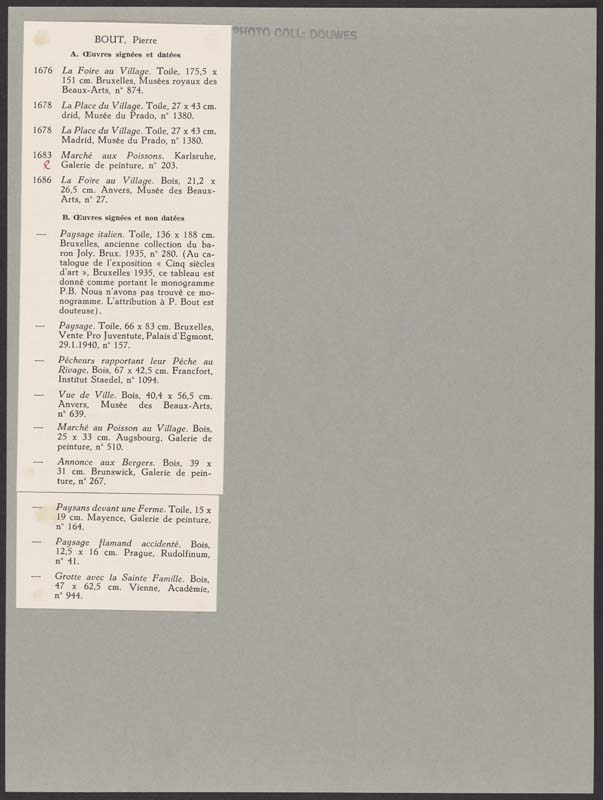 PHOTO COLL: DOUWES
BOUT, Pierre
A. Œuvres signées et datées
1676 La Foire au Village. Toile, 175,5 x
151 cm. Bruxelles, Musées royaux des
Beaux-Arts, n° 874.
1678 La Place du Village. Toile, 27 x 43 cm.
drid, Musée du Prado, n° 1380.
1678 La Place du Village. Toile, 27 x 43 cm.
Madrid, Musée du Prado, n° 1380.
1683 Marché aux Poissons. Karlsruhe,
Galerie de peinture, n° 203.
1686 La Foire au Village. Bois, 21,2 x
26,5 cm. Anvers, Musée des Beaux-
Arts, n° 27.
B. Œuvres signées et non datées
— Paysage italien. Toile, 136 x 188 cm.
Bruxelles, ancienne collection du ba-
ron Joly. Brux. 1935, n° 280. (Au ca-
talogue de l'exposition « Cinq siècles
d'art », Bruxelles 1935, ce tableau est
donné comme portant le monogramme
P.B. Nous n'avons pas trouvé ce mo-
nogramme. L'attribution à P. Bout est
douteuse).
— Paysage. Toile, 66 x 83 cm. Bruxelles,
Vente Pro Juventute, Palais d'Egmont,
29.1.1940, n° 157.
— Pêcheurs rapportant leur Pêche au
Rivage. Bois, 67 x 42,5 cm. Francfort,
Institut Staedel, n° 1094.
— Vue de Ville. Bois, 40,4 x 56,5 cm.
Anvers, Musée des Beaux-Arts,
n° 639.
— Marché au Poisson au Village. Bois,
25 x 33 cm. Augsbourg, Galerie de
peinture, n° 510.
— Annonce aux Bergers. Bois, 39 x
31 cm. Brunswick, Galerie de pein-
ture, n° 267.
— Paysans devant une Ferme. Toile, 15 x
19 cm. Mayence, Galerie de peinture,
n° 164.
— Paysage flamand accidenté. Bois,
12,5 x 16 cm. Prague, Rudolfinum,
n° 41.
— Grotte avec la Sainte Famille. Bois,
47 x 62,5 cm. Vienne, Académie,
n° 944.